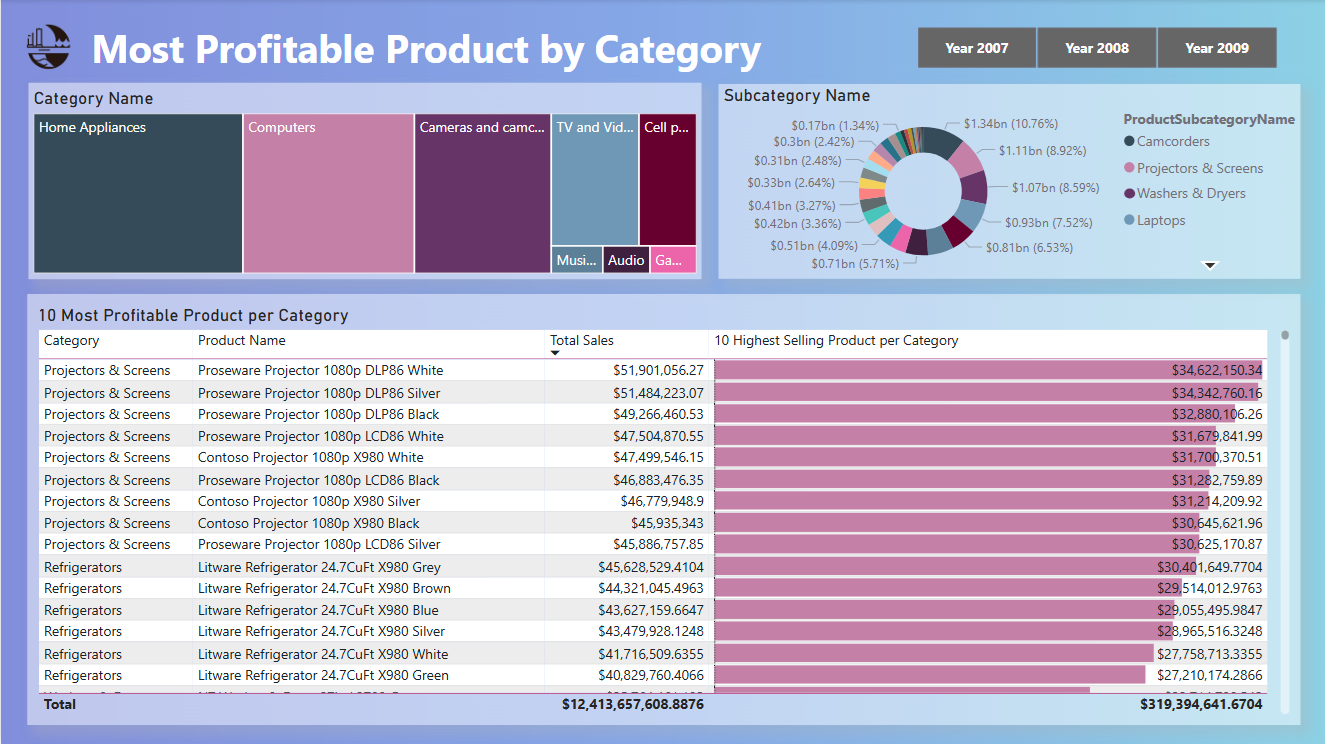 Most Profitable Product by Category
Year 2007 Year 2008 Year 2009
Category Name
Home Appliances
Computers
Cameras and camc...
TV and Vid...
Cell p...
Musi...
Audio
Ga...
Subcategory Name
$0.17bn (1.34%)
$0.3bn (2.42%)
$0.31bn (2.48%)
$0.33bn (2.64%)
$0.41bn (3.27%)
$0.42bn (3.36%)
$0.51bn (4.09%)
$0.71bn (5.71%)
$1.34bn (10.76%)
$1.11bn (8.92%)
$1.07bn (8.59%)
$0.93bn (7.52%)
$0.81bn (6.53%)
ProductSubcategoryName
Camcorders
Projectors & Screens
Washers & Dryers
Laptops
10 Most Profitable Product per Category
Category Product Name Total Sales 10 Highest Selling Product per Category
Projectors & Screens Proseware Projector 1080p DLP86 White $51,901,056.27 $34,622,150.34
Projectors & Screens Proseware Projector 1080p DLP86 Silver $51,484,223.07 $34,342,760.16
Projectors & Screens Proseware Projector 1080p DLP86 Black $49,266,460.53 $32,880,106.26
Projectors & Screens Proseware Projector 1080p LCD86 White $47,504,870.55 $31,679,841.99
Projectors & Screens Contoso Projector 1080p X980 White $47,499,546.15 $31,700,370.51
Projectors & Screens Proseware Projector 1080p LCD86 Black $46,883,476.35 $31,282,759.89
Projectors & Screens Contoso Projector 1080p X980 Silver $46,779,948.9 $31,214,209.92
Projectors & Screens Contoso Projector 1080p X980 Black $45,935,343 $30,645,621.96
Projectors & Screens Proseware Projector 1080p LCD86 Silver $45,886,757.85 $30,625,170.87
Refrigerators Litware Refrigerator 24.7CuFt X980 Grey $45,628,529.4104 $30,401,649.7704
Refrigerators Litware Refrigerator 24.7CuFt X980 Brown $44,321,045.4963 $29,514,012.9763
Refrigerators Litware Refrigerator 24.7CuFt X980 Blue $43,627,159.6647 $29,055,495.9847
Refrigerators Litware Refrigerator 24.7CuFt X980 Silver $43,479,928.1248 $28,965,516.3248
Refrigerators Litware Refrigerator 24.7CuFt X980 White $41,716,509.6355 $27,758,713.3355
Refrigerators Litware Refrigerator 24.7CuFt X980 Green $40,829,760.4066 $27,210,174.2866
Total $12,413,657,608.8876 $319,394,641.6704